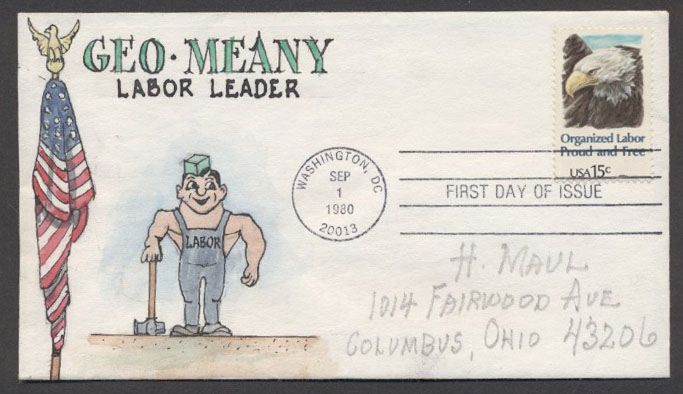 GEO·MEANY
LABOR LEADER
LABOR
WASHINGTON, DC
SEP
1
1980
20013
FIRST DAY OF ISSUE
Organized Labor
Proud and Free
USA 15c
H. MAUL
1014 FAIRWOOD AVE
COLUMBUS, OHIO 43206